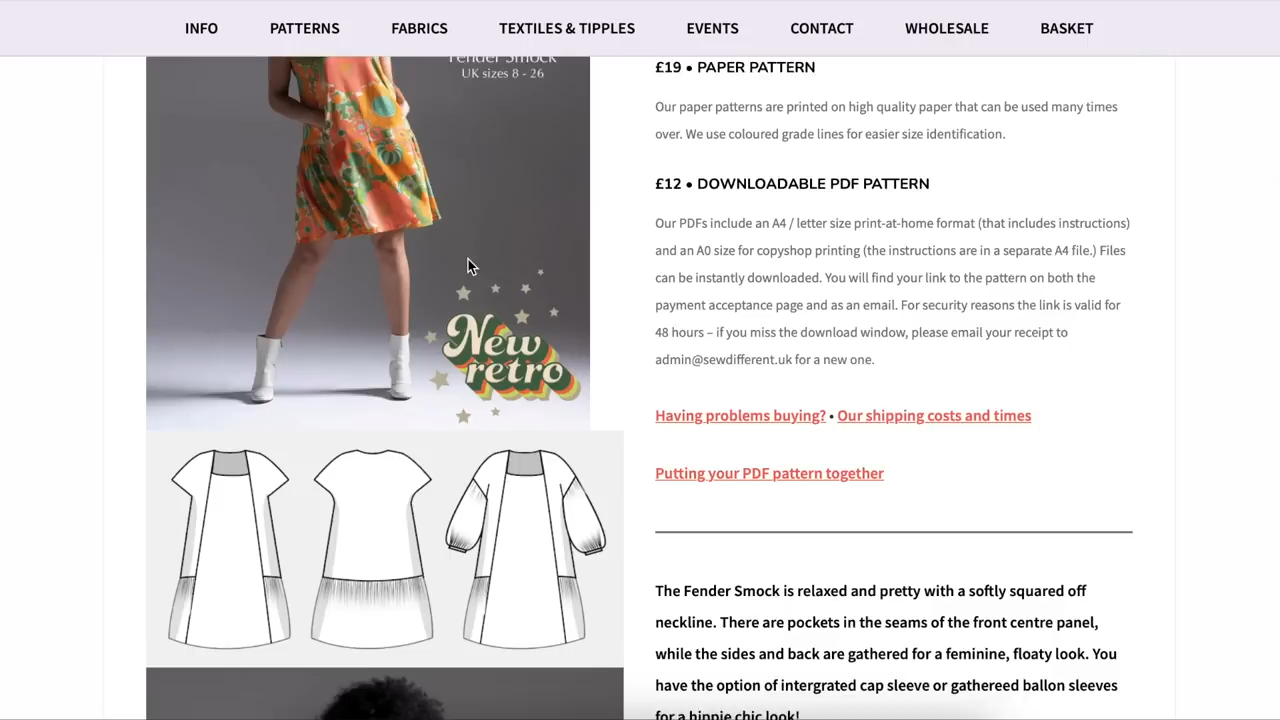 INFO PATTERNS FABRICS TEXTILES & TIPPLES EVENTS CONTACT WHOLESALE BASKET
Fender Smock
UK sizes 8 - 26
New
retro
£19 • PAPER PATTERN
Our paper patterns are printed on high quality paper that can be used many times
over. We use coloured grade lines for easier size identification.
£12 • DOWNLOADABLE PDF PATTERN
Our PDFs include an A4 / letter size print-at-home format (that includes instructions)
and an A0 size for copyshop printing (the instructions are in a separate A4 file.) Files
can be instantly downloaded. You will find your link to the pattern on both the
payment acceptance page and as an email. For security reasons the link is valid for
48 hours – if you miss the download window, please email your receipt to
admin@sewdifferent.uk for a new one.
Having problems buying? • Our shipping costs and times
Putting your PDF pattern together
The Fender Smock is relaxed and pretty with a softly squared off
neckline. There are pockets in the seams of the front centre panel,
while the sides and back are gathered for a feminine, floaty look. You
have the option of intergrated cap sleeve or gathereed ballon sleeves
for a hippie chic look!